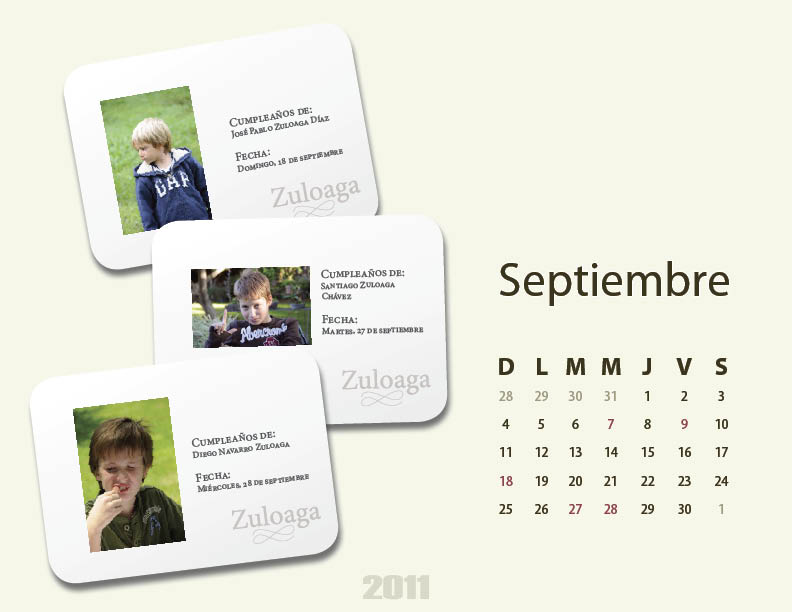 Cumpleaños de:
José Pablo Zuloaga Díaz
Fecha:
Domingo, 18 de septiembre
Zuloaga
GAP
Cumpleaños de:
Santiago Zuloaga
Chávez
Fecha:
Martes, 27 de septiembre
Zuloaga
Abercrombie
Cumpleaños de:
Diego Navarro Zuloaga
Fecha:
Miércoles, 28 de septiembre
Zuloaga
Septiembre
D L M M J V S
28 29 30 31 1 2 3
4 5 6 7 8 9 10
11 12 13 14 15 16 17
18 19 20 21 22 23 24
25 26 27 28 29 30 1
2011